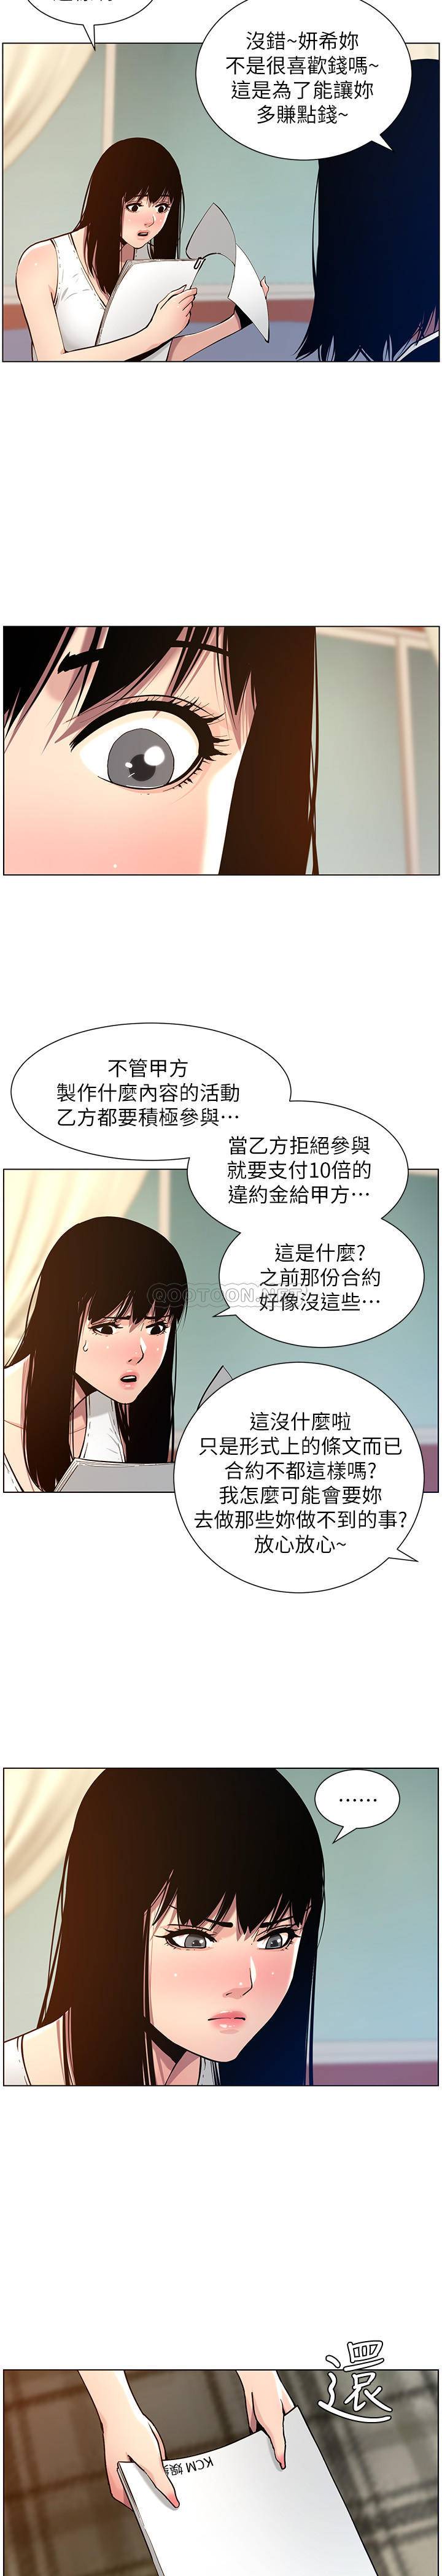 沒錯~妍希妳
不是很喜歡錢嗎~
這是為了能讓妳
多賺點錢~
不管甲方
製作什麼內容的活動
乙方都要積極參與…
當乙方拒絕參與
就要支付10倍的
違約金給甲方…
這是什麼?
之前那份合約
好像沒這些…
QOOTOON.NET
這沒什麼啦
只是形式上的條文而已
合約不都這樣嗎?
我怎麼可能會要妳
去做那些妳做不到的事?
放心放心~
……
還
KCM